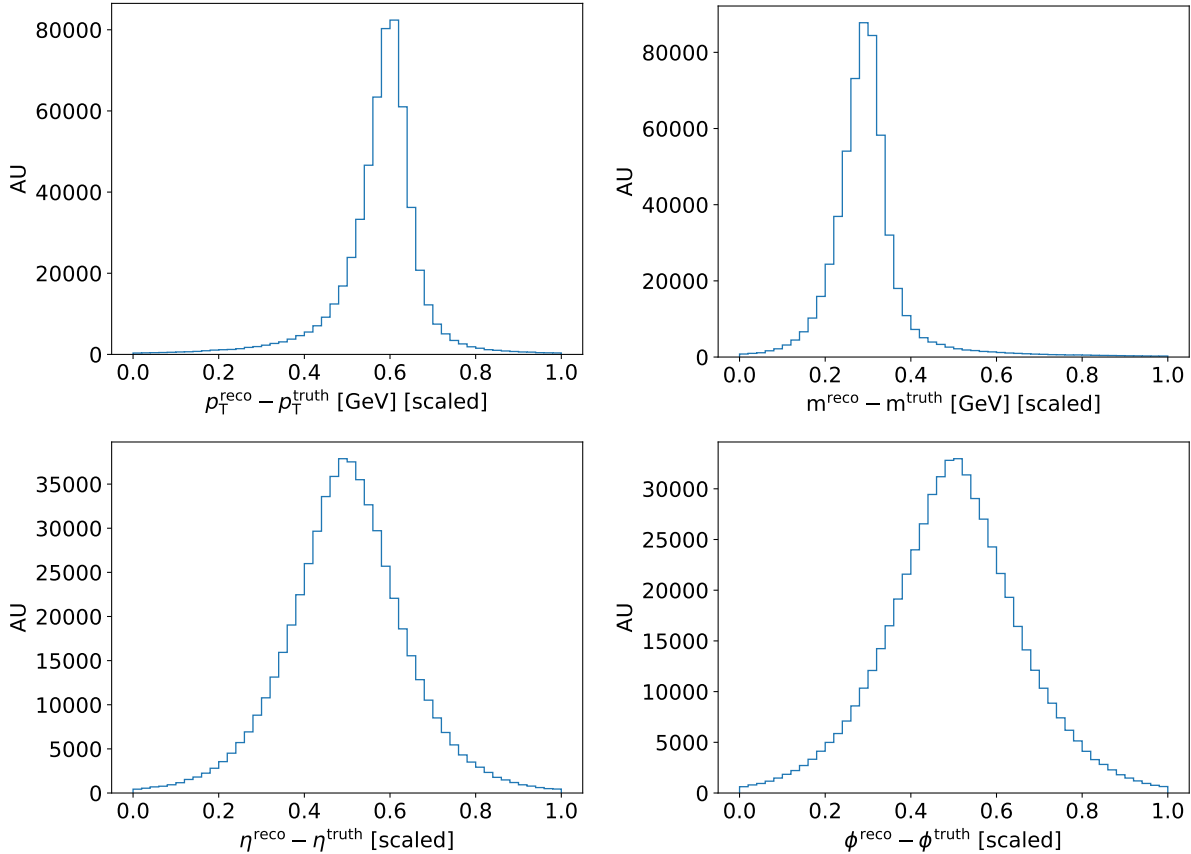 80000
60000
40000
20000
0
AU
0.0 0.2 0.4 0.6 0.8 1.0
p_T^reco − p_T^truth [GeV] [scaled]
80000
60000
40000
20000
0
AU
0.0 0.2 0.4 0.6 0.8 1.0
m^reco − m^truth [GeV] [scaled]
35000
30000
25000
20000
15000
10000
5000
0
AU
0.0 0.2 0.4 0.6 0.8 1.0
η^reco − η^truth [scaled]
30000
25000
20000
15000
10000
5000
0
AU
0.0 0.2 0.4 0.6 0.8 1.0
ϕ^reco − ϕ^truth [scaled]